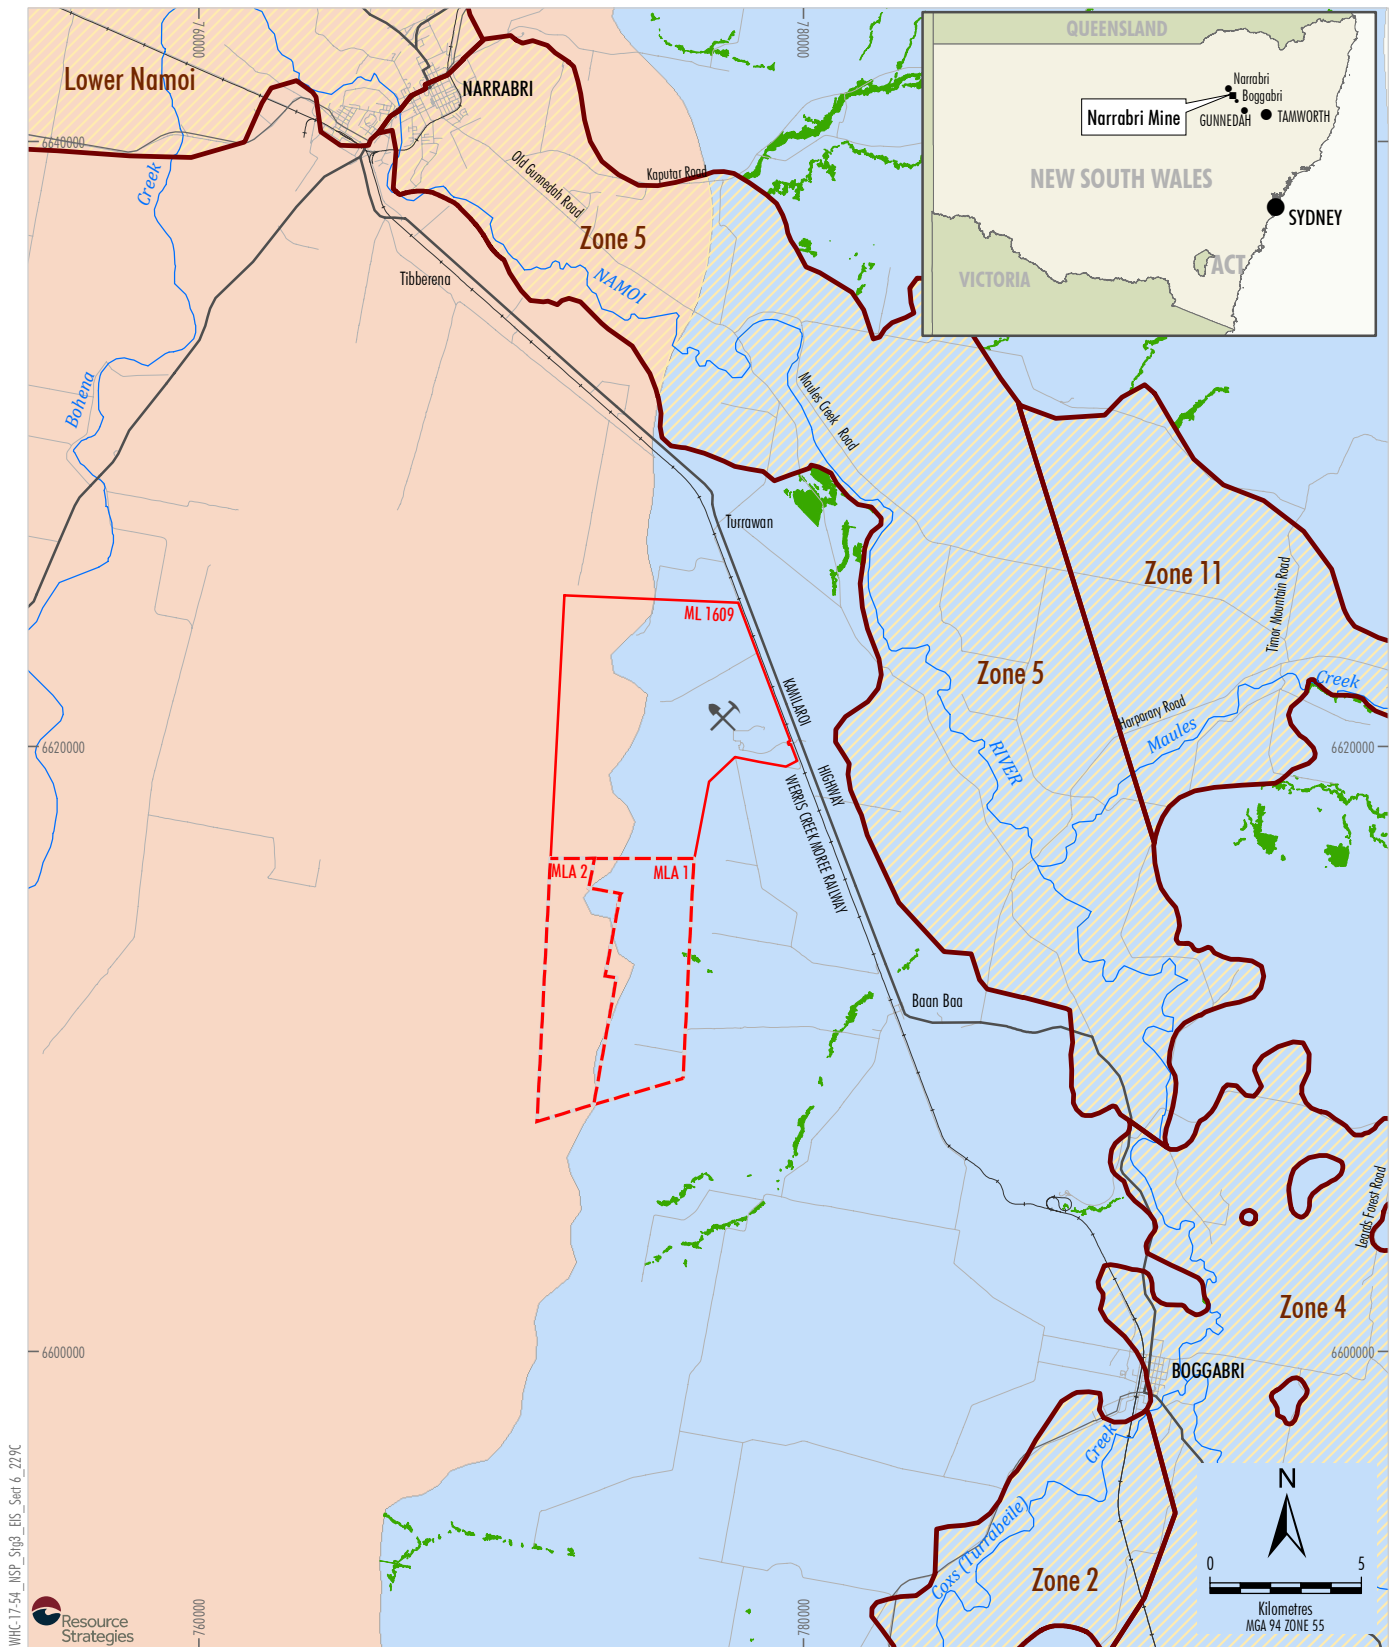 760000
780000
QUEENSLAND
Narrabri
Boggabri
Narrabri Mine
GUNNEDAH
TAMWORTH
NEW SOUTH WALES
SYDNEY
ACT
VICTORIA
Lower Namoi
NARRABRI
6640000
Creek
Old Gunnedah Road
Kaputar Road
Zone 5
Tibberena
NAMOI
Bohena
Maules Creek Road
Turrawan
Zone 11
Timor Mountain Road
ML 1609
Zone 5
Creek
KAMILAROI
Harparary Road
Maules
6620000
RIVER
6620000
HIGHWAY
WERRIS CREEK MOREE RAILWAY
MLA 2
MLA 1
Baan Baa
Leards Forest Road
Zone 4
6600000
6600000
BOGGABRI
Creek
Coxs (Turrabeile)
Zone 2
N
0 5
Kilometres
MGA 94 ZONE 55
760000
780000
WHC-17-54_NSP_Stg3_EIS_Sect 6_229C
Resource
Strategies